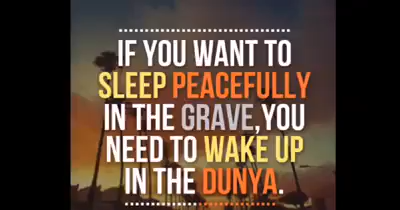 IF YOU WANT TO
SLEEP PEACEFULLY
IN THE GRAVE,YOU
NEED TO WAKE UP
IN THE DUNYA.